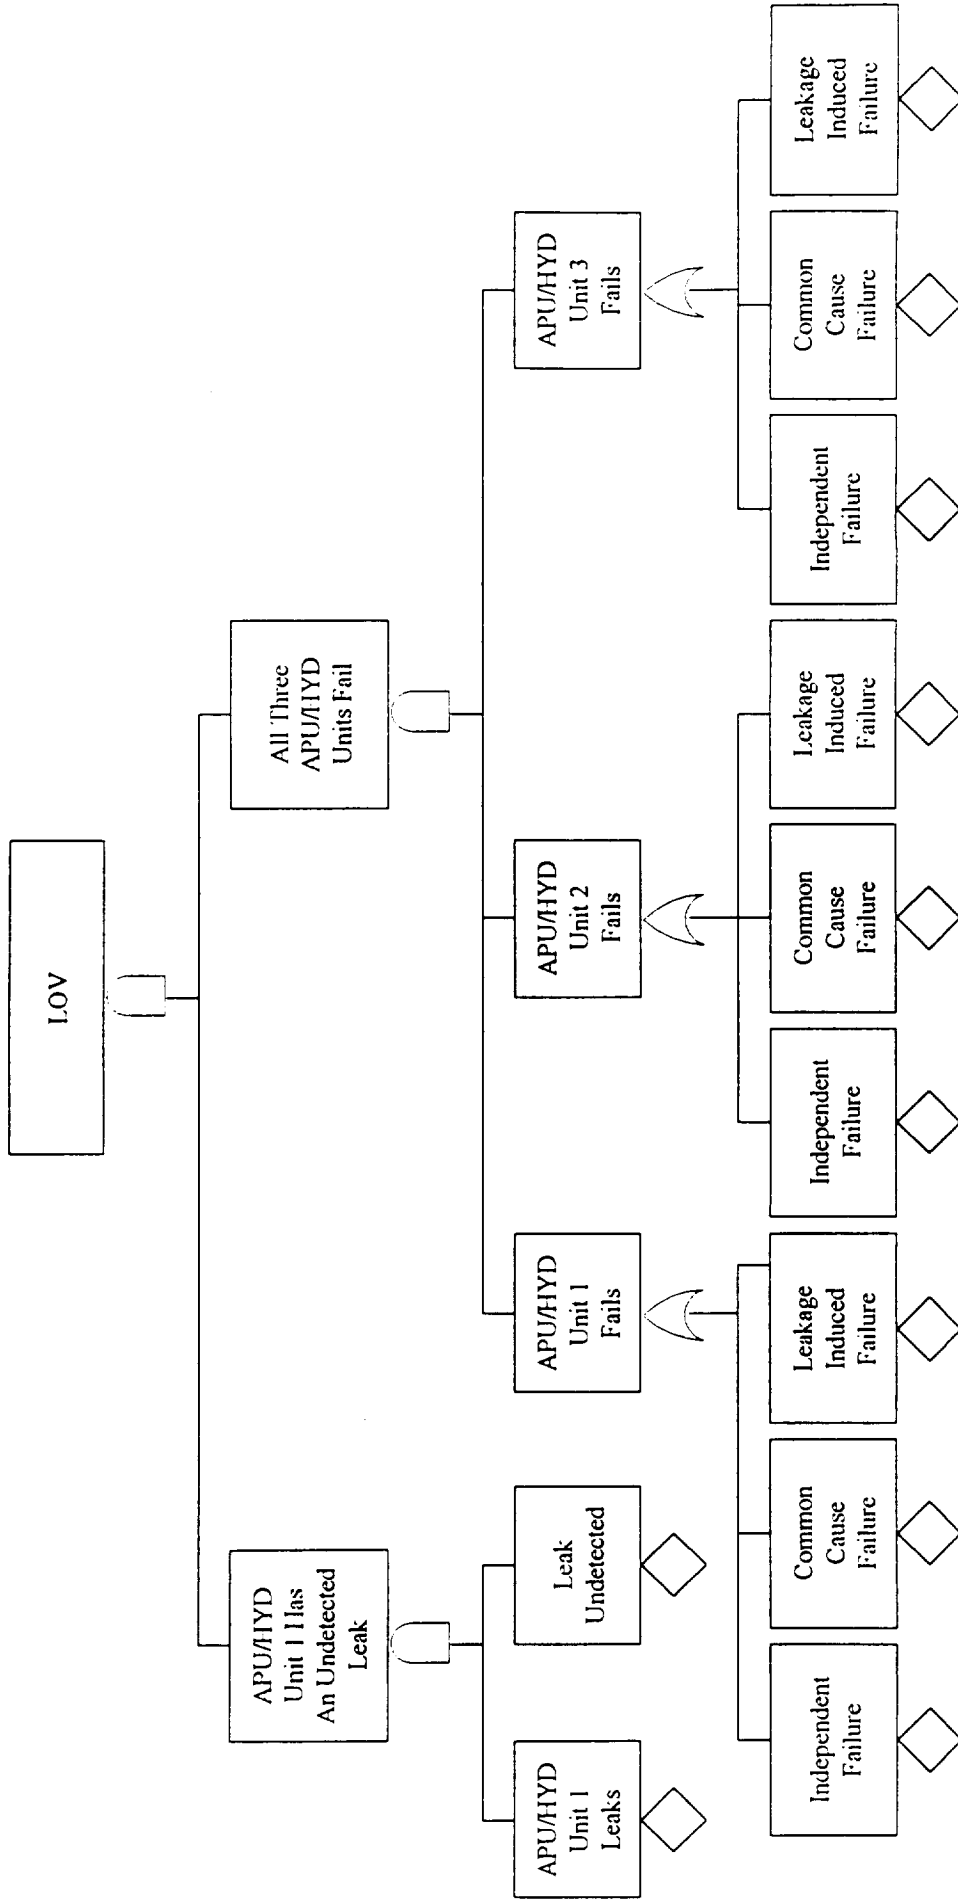 LOV
APU/HYD
Unit 1 Has
An Undetected
Leak
All Three
APU/HYD
Units Fail
APU/HYD
Unit 1
Leaks
Leak
Undetected
APU/HYD
Unit 1
Fails
APU/HYD
Unit 2
Fails
APU/HYD
Unit 3
Fails
Independent
Failure
Common
Cause
Failure
Leakage
Induced
Failure
Independent
Failure
Common
Cause
Failure
Leakage
Induced
Failure
Independent
Failure
Common
Cause
Failure
Leakage
Induced
Failure